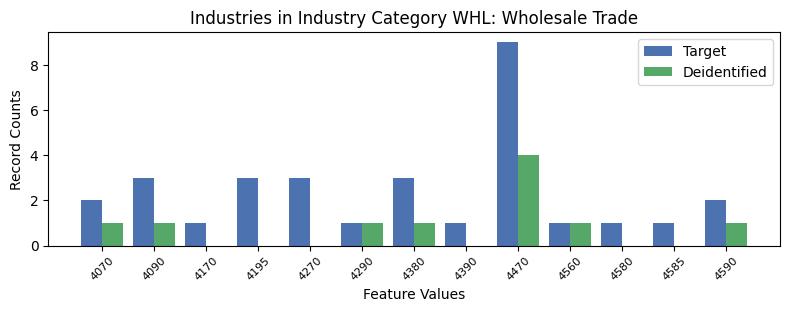 Industries in Industry Category WHL: Wholesale Trade
Target
Deidentified
Record Counts
8
6
4
2
0
4070 4090 4170 4195 4270 4290 4380 4390 4470 4560 4580 4585 4590
Feature Values